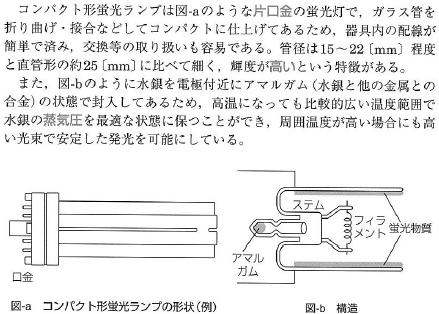 コンパクト形蛍光ランプは図-aのような片口金の蛍光灯で，ガラス管を
折り曲げ・接合などしてコンパクトに仕上げてあるため，器具内の配線が
簡単で済み，交換等の取り扱いも容易である。管径は15～22〔mm〕程度
と直管形の約25〔mm〕に比べて細く，輝度が高いという特徴がある。
また，図-bのように水銀を電極付近にアマルガム(水銀と他の金属との
合金)の状態で封入してあるため，高温になっても比較的広い温度範囲で
水銀の蒸気圧を最適な状態に保つことができ，周囲温度が高い場合にも高
い光束で安定した発光を可能にしている。
口金
図-a コンパクト形蛍光ランプの形状(例)
ステム
フィラ
メント
蛍光物質
アマル
ガム
図-b 構造